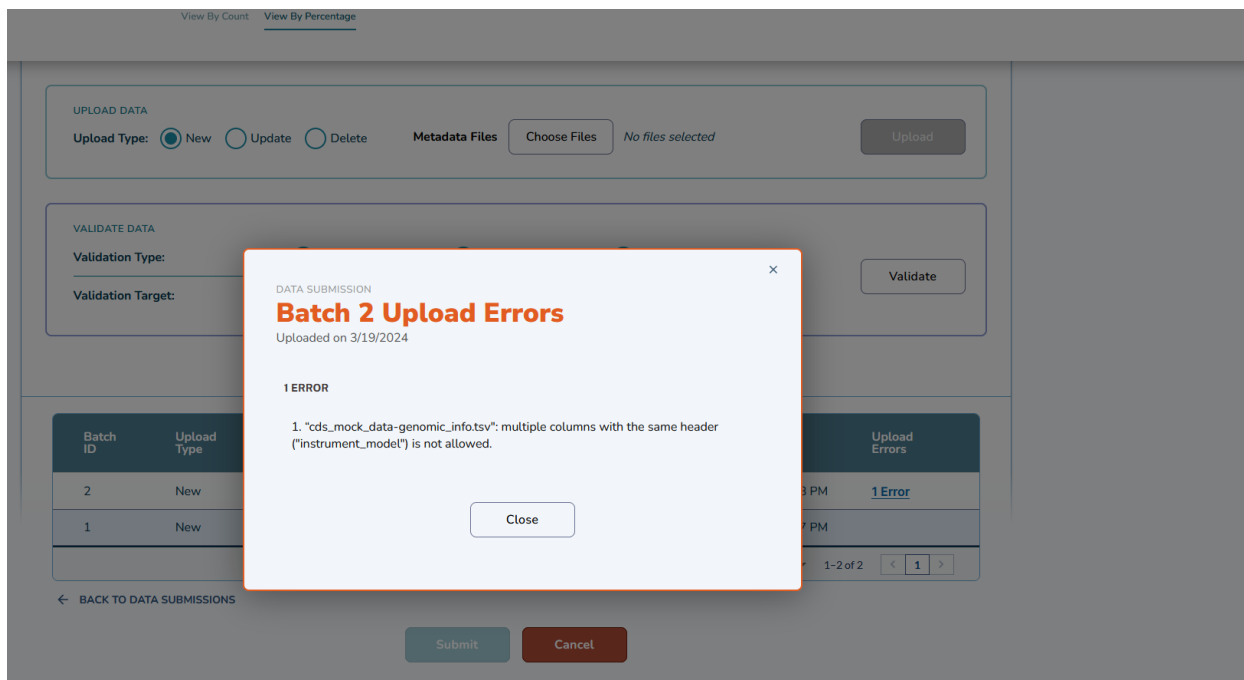 View By Count View By Percentage
UPLOAD DATA
Upload Type: New Update Delete Metadata Files Choose Files No files selected Upload
VALIDATE DATA
Validation Type:
Validation Target:
Validate
×
DATA SUBMISSION
Batch 2 Upload Errors
Uploaded on 3/19/2024
1 ERROR
1. "cds_mock_data-genomic_info.tsv": multiple columns with the same header
("instrument_model") is not allowed.
Close
Batch Upload Upload
ID Type Errors
2 New PM 1 Error
1 New PM
1–2 of 2 < 1 >
← BACK TO DATA SUBMISSIONS
Submit Cancel